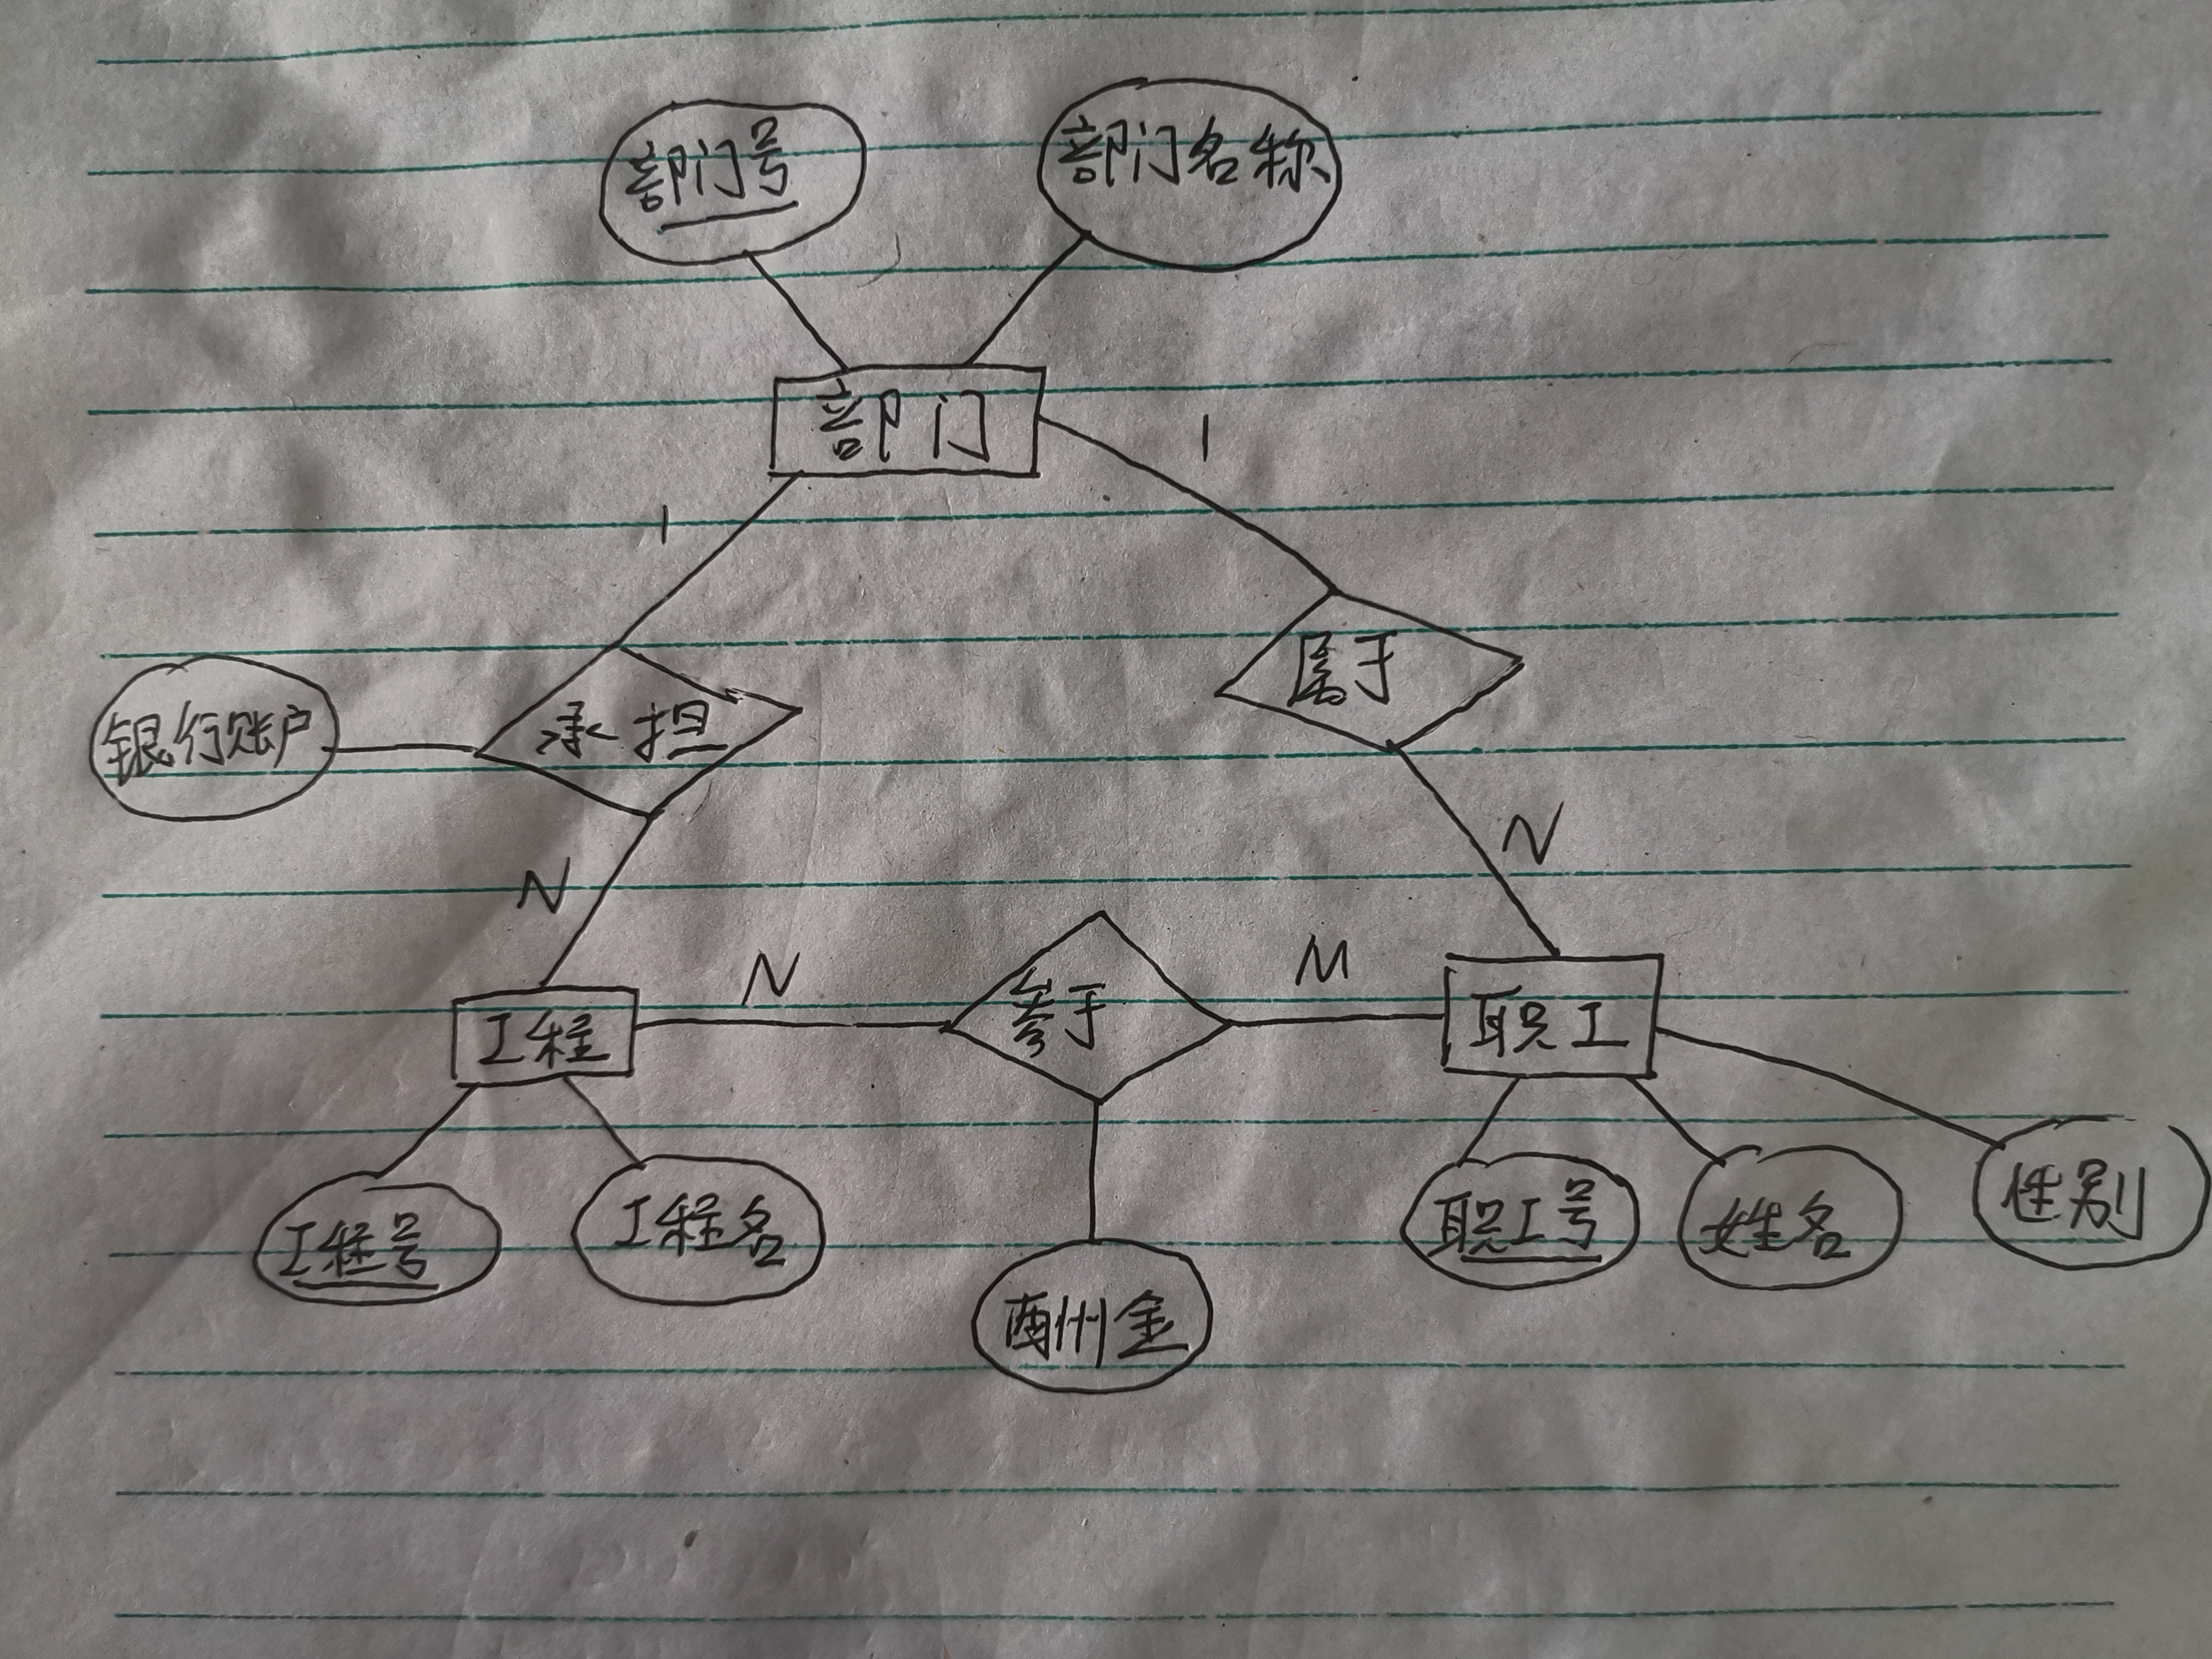 部门号
部门名称
部门
1
1
属于
银行账户
承担
N
N
N
M
参于
工程
职工
工程号
工程名
职工号
姓名
性别
酬金